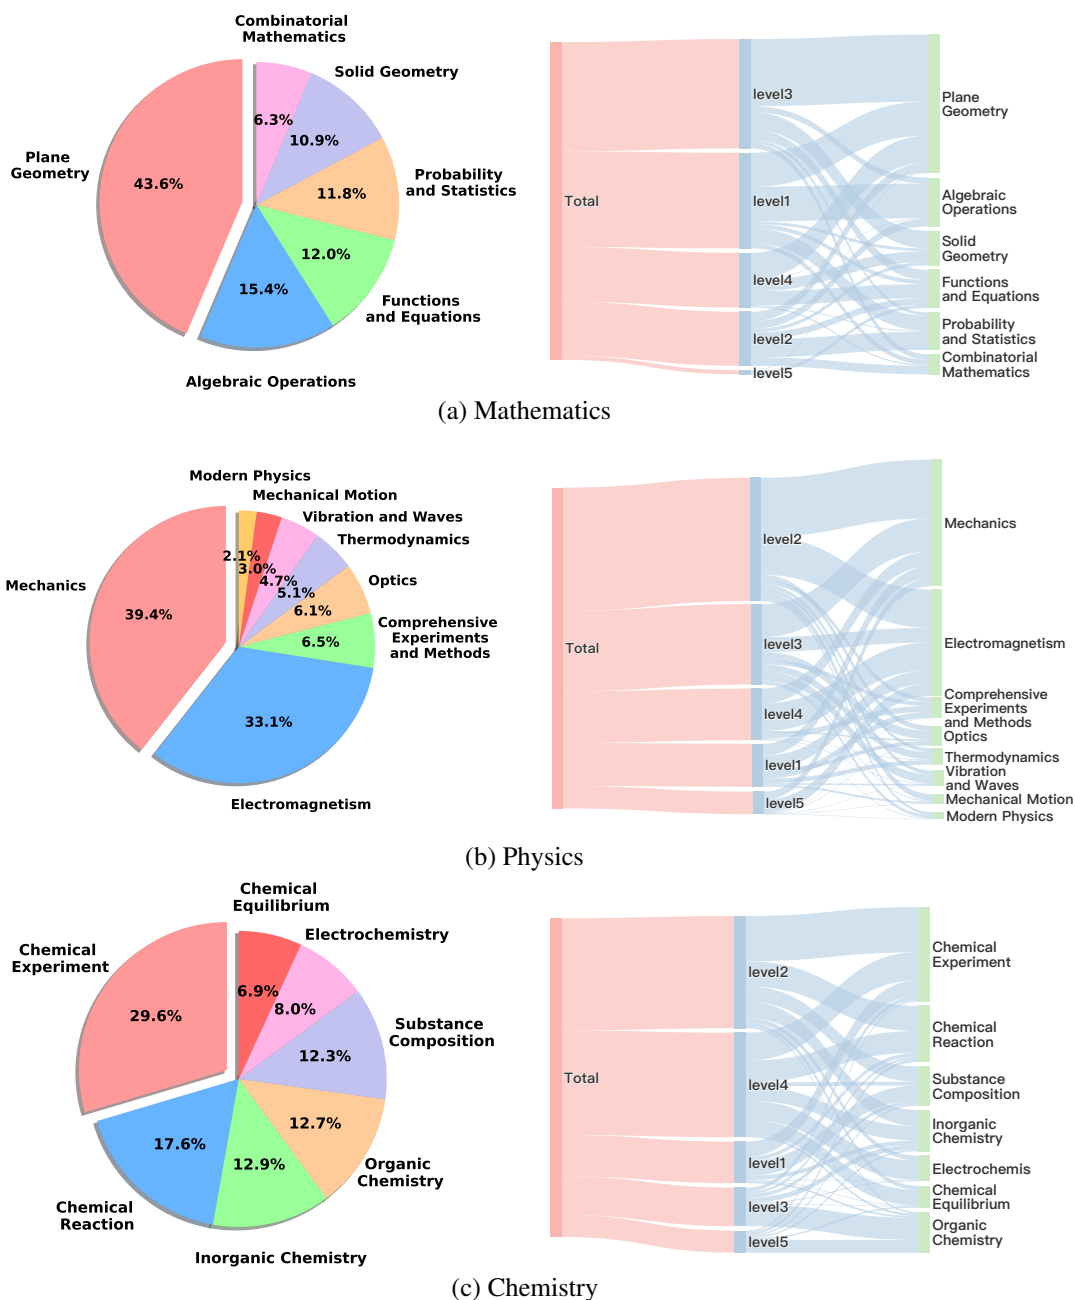 Combinatorial
Mathematics
Solid Geometry
Plane
Geometry
Probability
and Statistics
Functions
and Equations
Algebraic Operations
6.3%
10.9%
11.8%
12.0%
15.4%
43.6%
Total
level3
level1
level4
level2
level5
Plane
Geometry
Algebraic
Operations
Solid
Geometry
Functions
and Equations
Probability
and Statistics
Combinatorial
Mathematics
(a) Mathematics
Modern Physics
Mechanical Motion
Vibration and Waves
Thermodynamics
Optics
Comprehensive
Experiments
and Methods
Mechanics
Electromagnetism
2.1%
3.0%
4.7%
5.1%
6.1%
6.5%
39.4%
33.1%
Total
level2
level3
level4
level1
level5
Mechanics
Electromagnetism
Comprehensive
Experiments
and Methods
Optics
Thermodynamics
Vibration
and Waves
Mechanical Motion
Modern Physics
(b) Physics
Chemical
Equilibrium
Electrochemistry
Chemical
Experiment
Substance
Composition
Organic
Chemistry
Chemical
Reaction
Inorganic Chemistry
6.9%
8.0%
29.6%
12.3%
12.7%
17.6%
12.9%
Total
level2
level4
level1
level3
level5
Chemical
Experiment
Chemical
Reaction
Substance
Composition
Inorganic
Chemistry
Electrochemis
Chemical
Equilibrium
Organic
Chemistry
(c) Chemistry